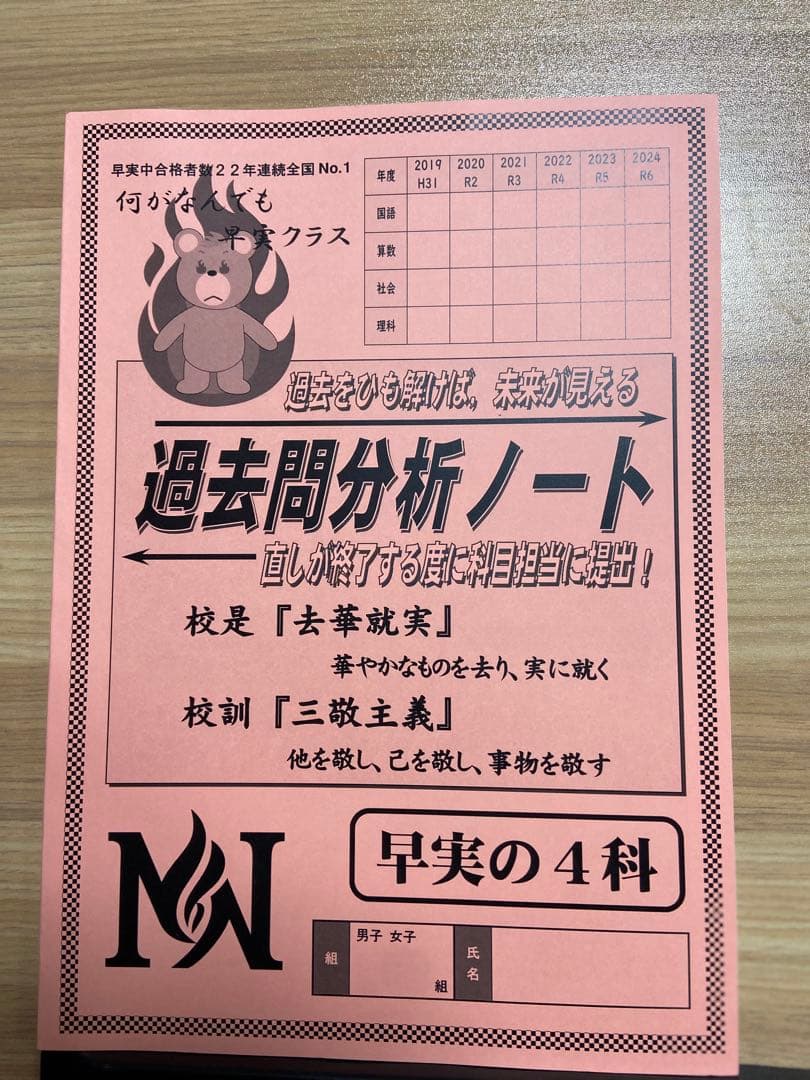 早実中合格者数22年連続全国No.1
何がなんでも
早実クラス
年度 2019 H31 2020 R2 2021 R3 2022 R4 2023 R5 2024 R6
国語
算数
社会
理科
過去をひも解けば，未来が見える
過去問分析ノート
直しが終了する度に科目担当に提出！
校是『去華就実』
華やかなものを去り、実に就く
校訓『三敬主義』
他を敬し、己を敬し、事物を敬す
早実の４科
組 男子 女子 組 氏名